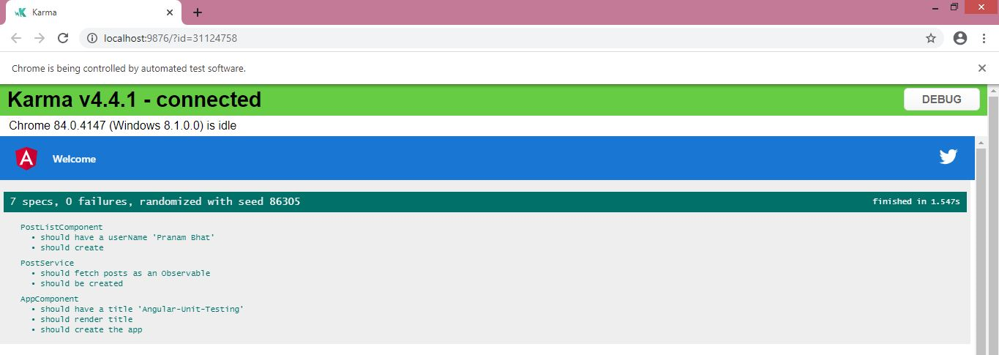 Karma
localhost:9876/?id=31124758
Chrome is being controlled by automated test software.
Karma v4.4.1 - connected
DEBUG
Chrome 84.0.4147 (Windows 8.1.0.0) is idle
Welcome
7 specs, 0 failures, randomized with seed 86305
finished in 1.547s
PostListComponent
• should have a userName 'Pranam Bhat'
• should create
PostService
• should fetch posts as an Observable
• should be created
AppComponent
• should have a title 'Angular-Unit-Testing'
• should render title
• should create the app